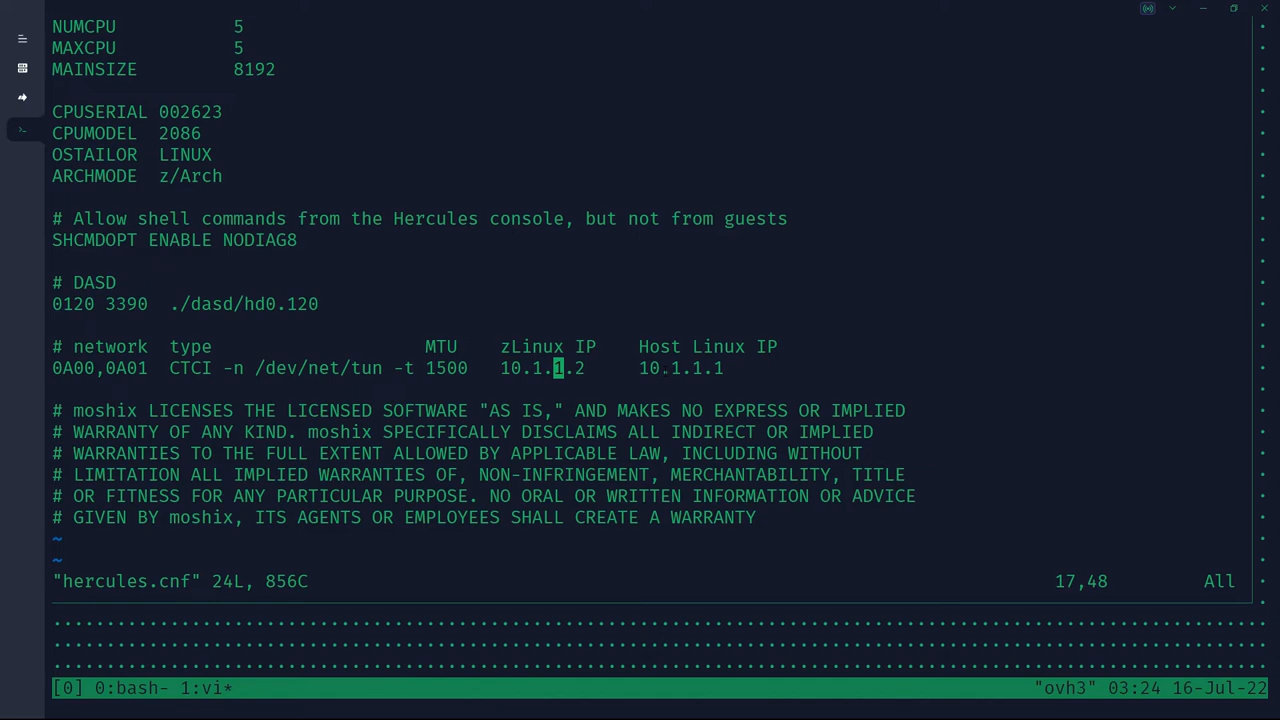 NUMCPU           5
MAXCPU           5
MAINSIZE         8192
CPUSERIAL 002623
CPUMODEL  2086
OSTAILOR  LINUX
ARCHMODE  z/Arch
# Allow shell commands from the Hercules console, but not from guests
SHCMDOPT ENABLE NODIAG8
# DASD
0120 3390  ./dasd/hd0.120
# network  type                    MTU    zLinux IP    Host Linux IP
0A00,0A01  CTCI -n /dev/net/tun -t 1500   10.1.1.2     10.1.1.1
# moshix LICENSES THE LICENSED SOFTWARE "AS IS," AND MAKES NO EXPRESS OR IMPLIED
# WARRANTY OF ANY KIND. moshix SPECIFICALLY DISCLAIMS ALL INDIRECT OR IMPLIED
# WARRANTIES TO THE FULL EXTENT ALLOWED BY APPLICABLE LAW, INCLUDING WITHOUT
# LIMITATION ALL IMPLIED WARRANTIES OF, NON-INFRINGEMENT, MERCHANTABILITY, TITLE
# OR FITNESS FOR ANY PARTICULAR PURPOSE. NO ORAL OR WRITTEN INFORMATION OR ADVICE
# GIVEN BY moshix, ITS AGENTS OR EMPLOYEES SHALL CREATE A WARRANTY
~
~
"hercules.cnf" 24L, 856C                                      17,48         All
[0] 0:bash- 1:vi*                                      "ovh3" 03:24 16-Jul-22